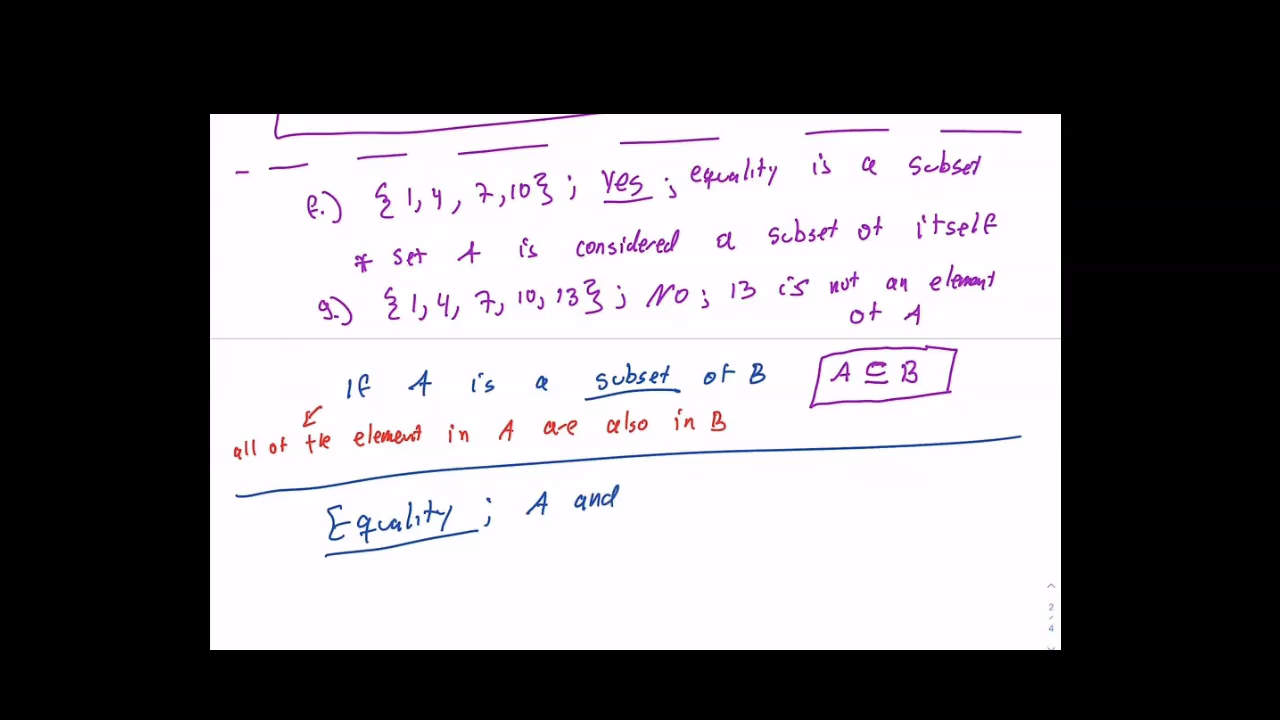 f.) {1, 4, 7, 10} ; Yes ; equality is a subset
* set A is considered a subset of itself
g.) {1, 4, 7, 10, 13} ; No ; 13 is not an element
of A
If A is a subset of B A ⊆ B
all of the element in A are also in B
Equality ; A and
2
4